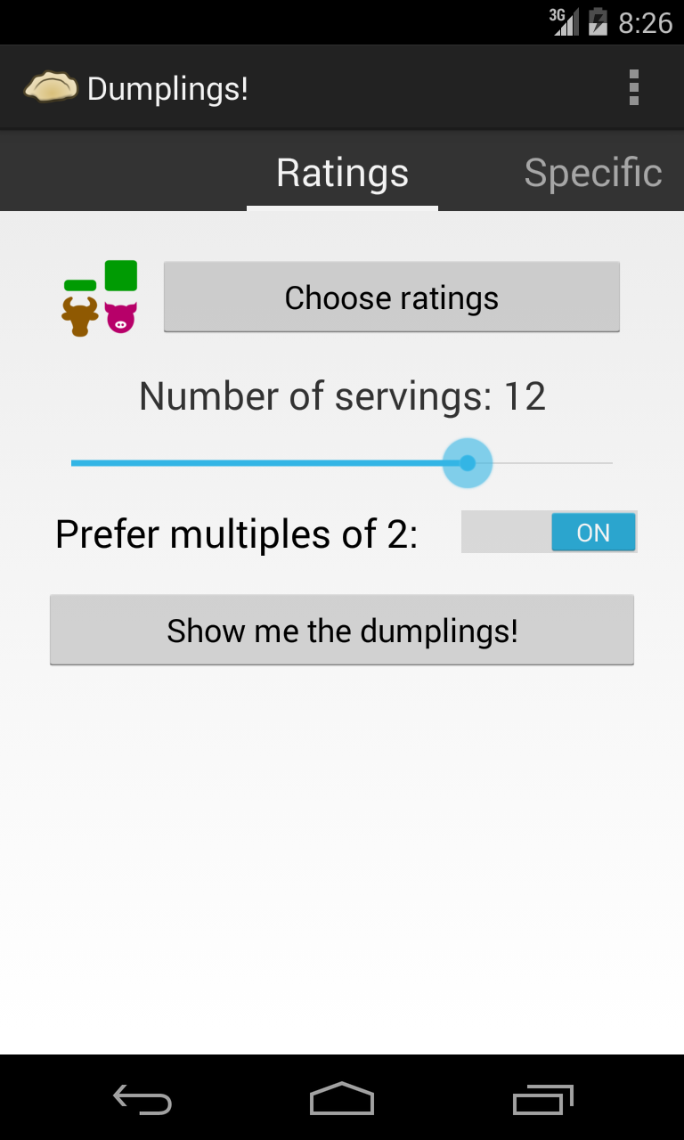 3G 8:26
Dumplings!
Ratings Specific
Choose ratings
Number of servings: 12
Prefer multiples of 2: ON
Show me the dumplings!